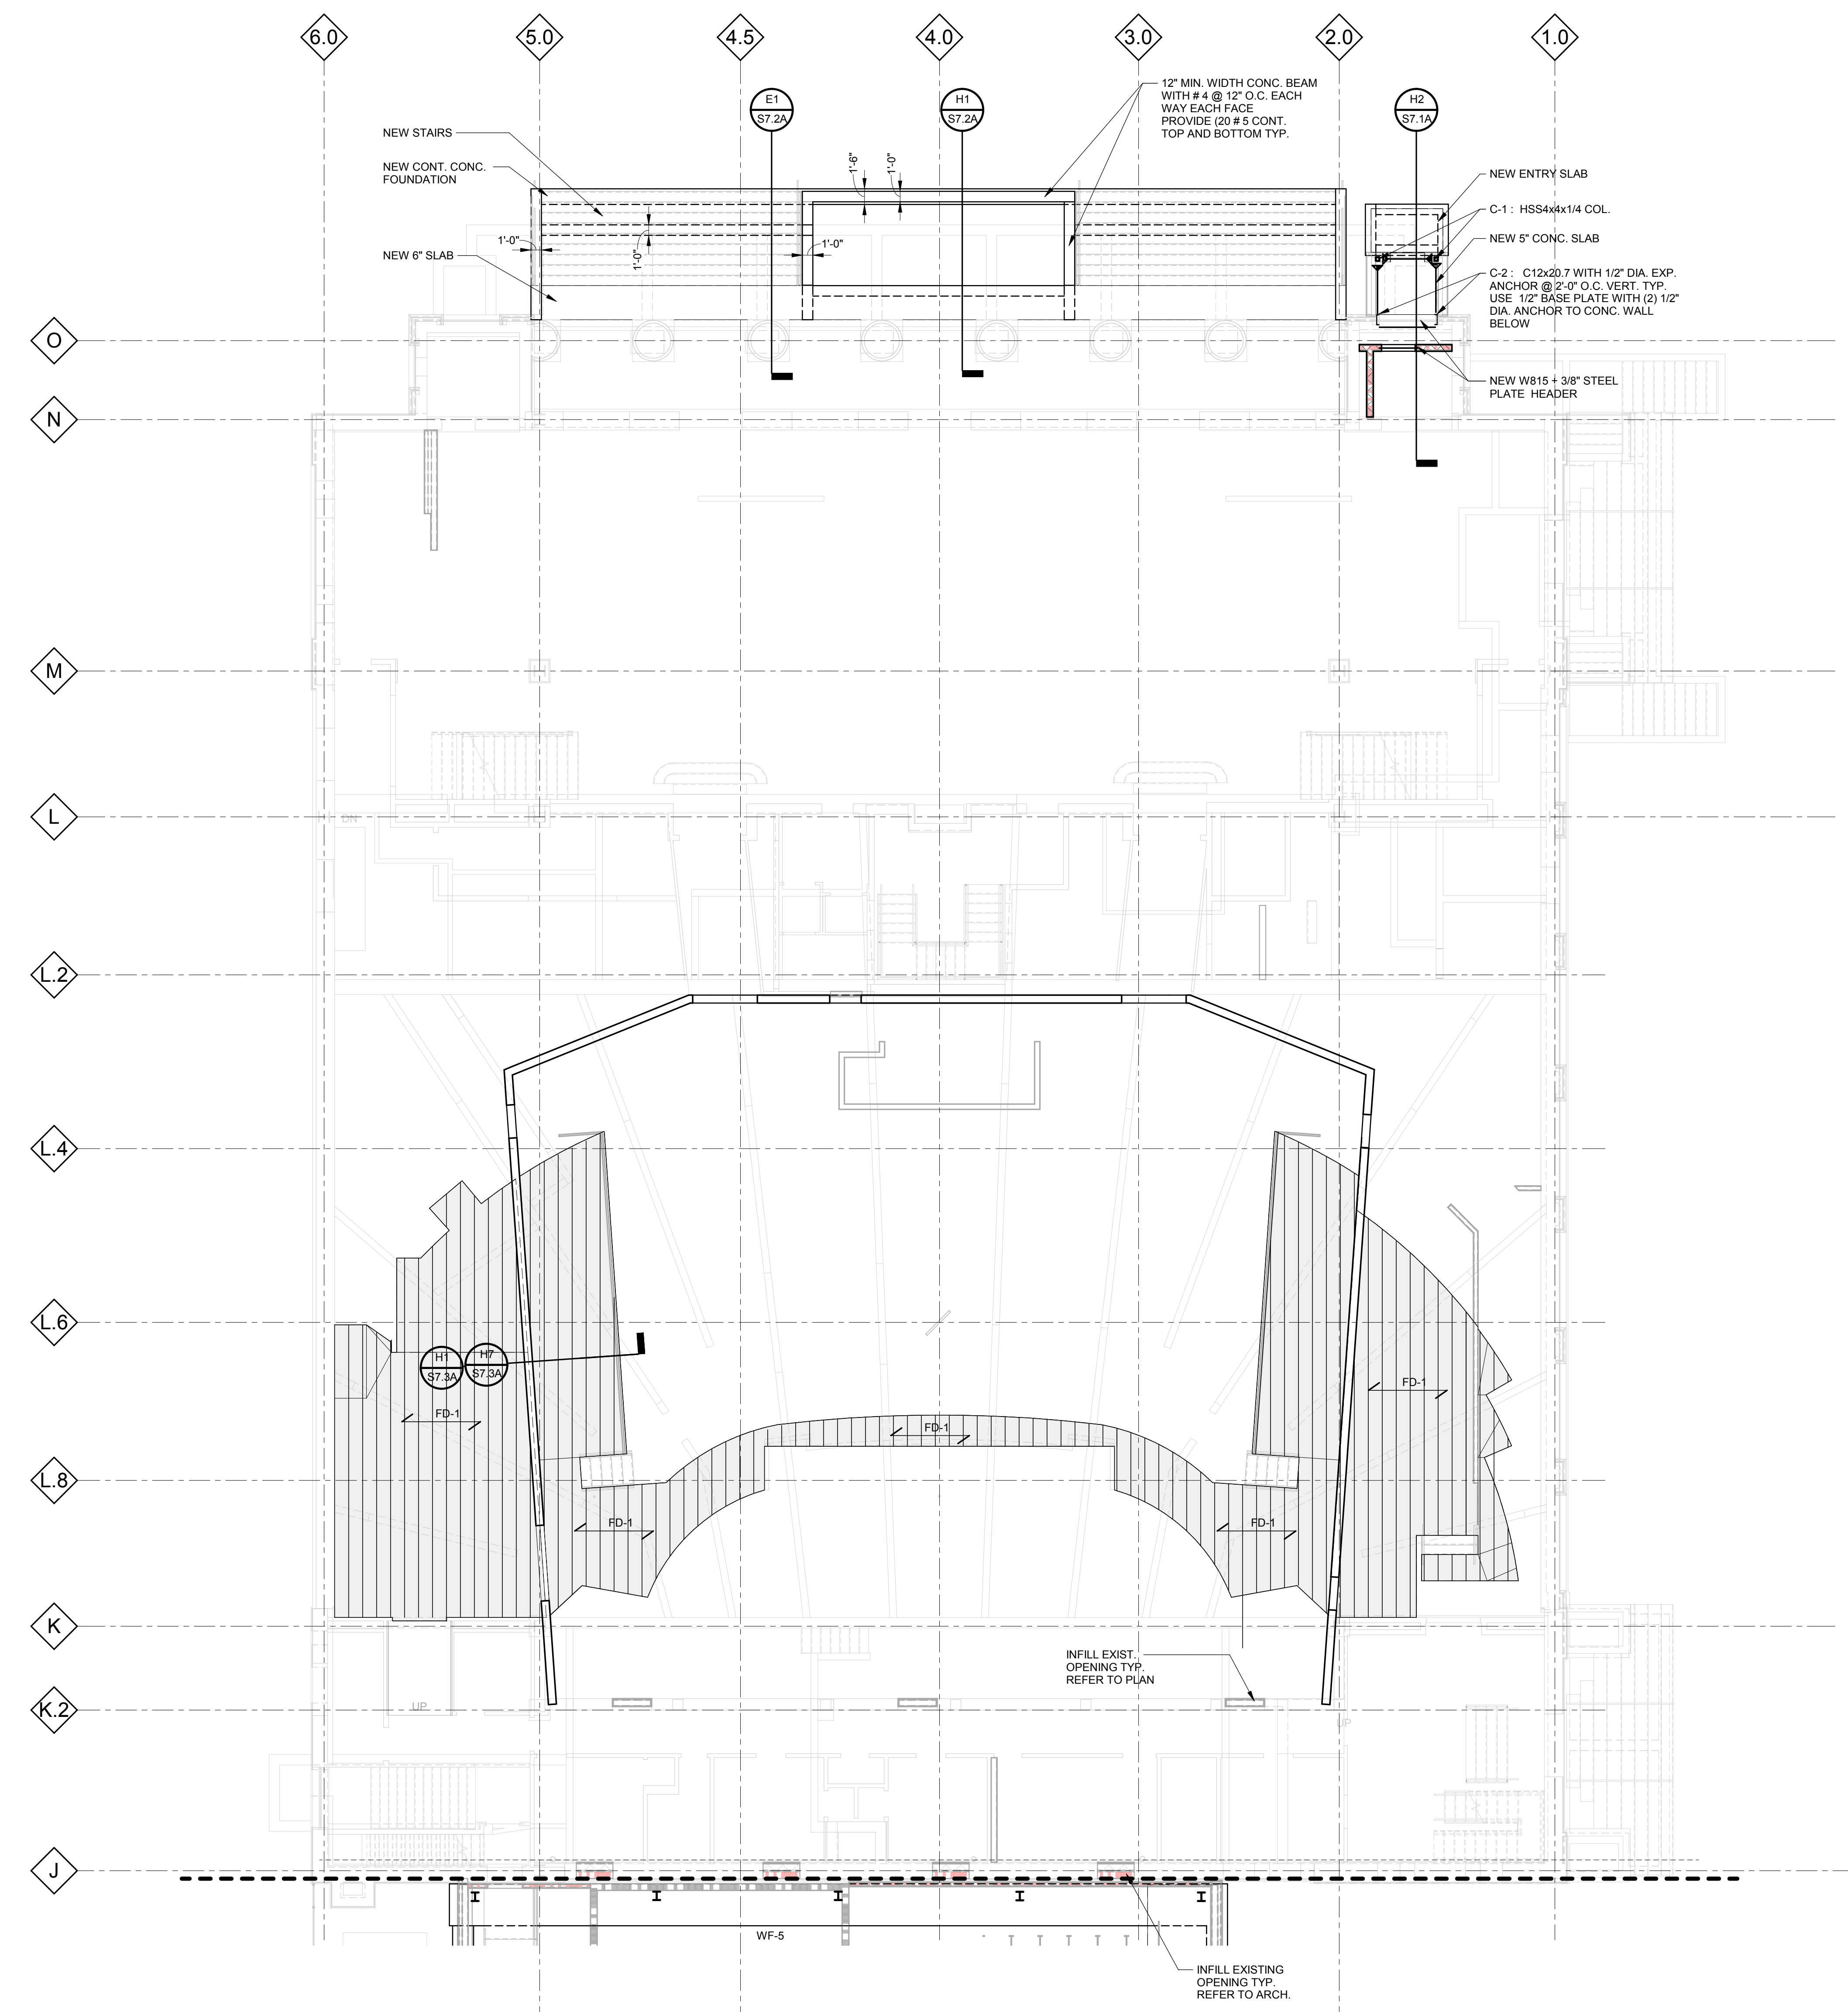 6.0
5.0
4.5
4.0
3.0
2.0
1.0
E1
S7.2A
H1
S7.2A
H2
S7.1A
12" MIN. WIDTH CONC. BEAM
WITH # 4 @ 12" O.C. EACH
WAY EACH FACE
PROVIDE (20 # 5 CONT.
TOP AND BOTTOM TYP.
NEW STAIRS
NEW CONT. CONC.
FOUNDATION
NEW 6" SLAB
1'-6"
1'-0"
1'-0"
1'-0"
1'-0"
NEW ENTRY SLAB
C-1 : HSS4x4x1/4 COL.
NEW 5" CONC. SLAB
C-2 : C12x20.7 WITH 1/2" DIA. EXP.
ANCHOR @ 2'-0" O.C. VERT. TYP.
USE 1/2" BASE PLATE WITH (2) 1/2"
DIA. ANCHOR TO CONC. WALL
BELOW
NEW W815 + 3/8" STEEL
PLATE HEADER
O
N
M
L
DN
L.2
L.4
L.6
H1
S7.3A
H7
S7.3A
FD-1
FD-1
FD-1
L.8
FD-1
FD-1
K
INFILL EXIST.
OPENING TYP.
REFER TO PLAN
K.2
UP
UP
J
WF-5
INFILL EXISTING
OPENING TYP.
REFER TO ARCH.